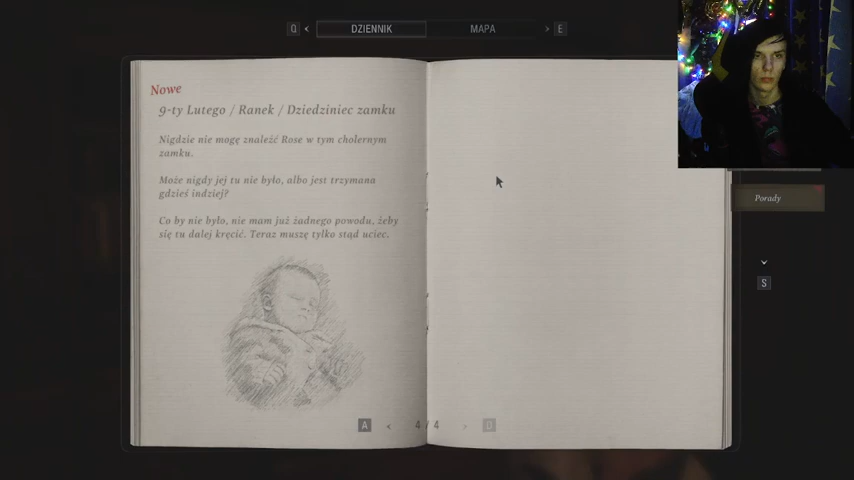 Q < DZIENNIK MAPA > E
Nowe
9-ty Lutego / Ranek / Dziedziniec zamku
Nigdzie nie mogę znaleźć Rose w tym cholernym
zamku.
Może nigdy jej tu nie było, albo jest trzymana
gdzieś indziej?
Co by nie było, nie mam już żadnego powodu, żeby
się tu dalej kręcić. Teraz muszę tylko stąd uciec.
Porady
S
A < 4 / 4 > D